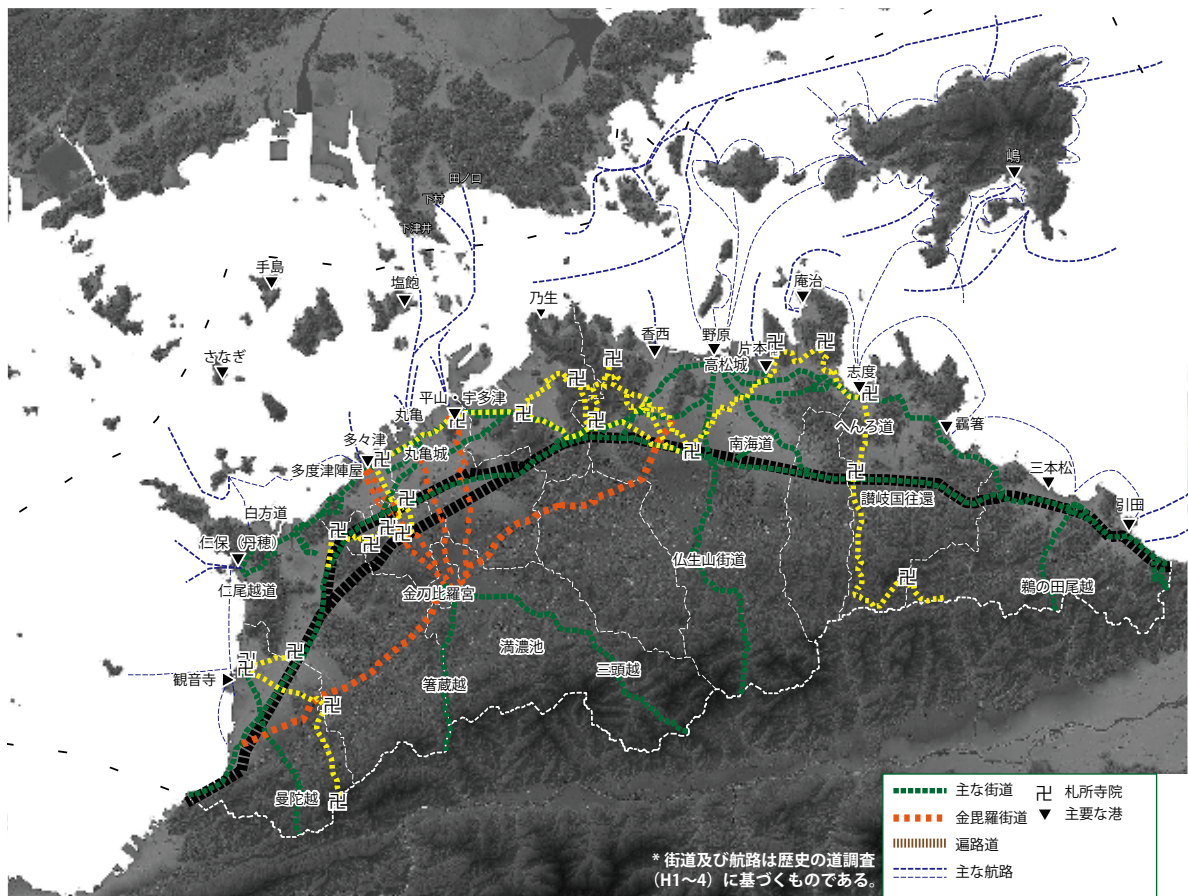 嶋
田ノ口
下村
下津井
手島
塩飽
庵治
乃生
香西
野原
片本
高松城
さなぎ
志度
平山・宇多津
丸亀
へんろ道
靏箸
多々津
丸亀城
南海道
多度津陣屋
三本松
讃岐国往還
白方道
引田
仁保（丹穂）
仏生山街道
仁尾越道
金刀比羅宮
鵜の田尾越
満濃池
三頭越
観音寺
箸蔵越
曼陀越
主な街道
札所寺院
金毘羅街道
主要な港
遍路道
主な航路
* 街道及び航路は歴史の道調査
（H1～4）に基づくものである。